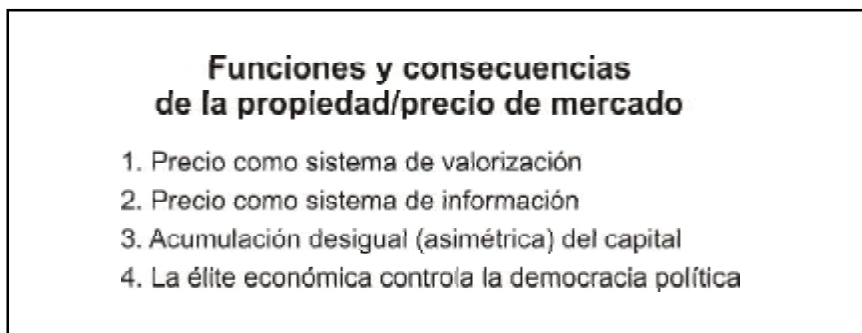 Funciones y consecuencias
de la propiedad/precio de mercado
1. Precio como sistema de valorización
2. Precio como sistema de información
3. Acumulación desigual (asimétrica) del capital
4. La élite económica controla la democracia política